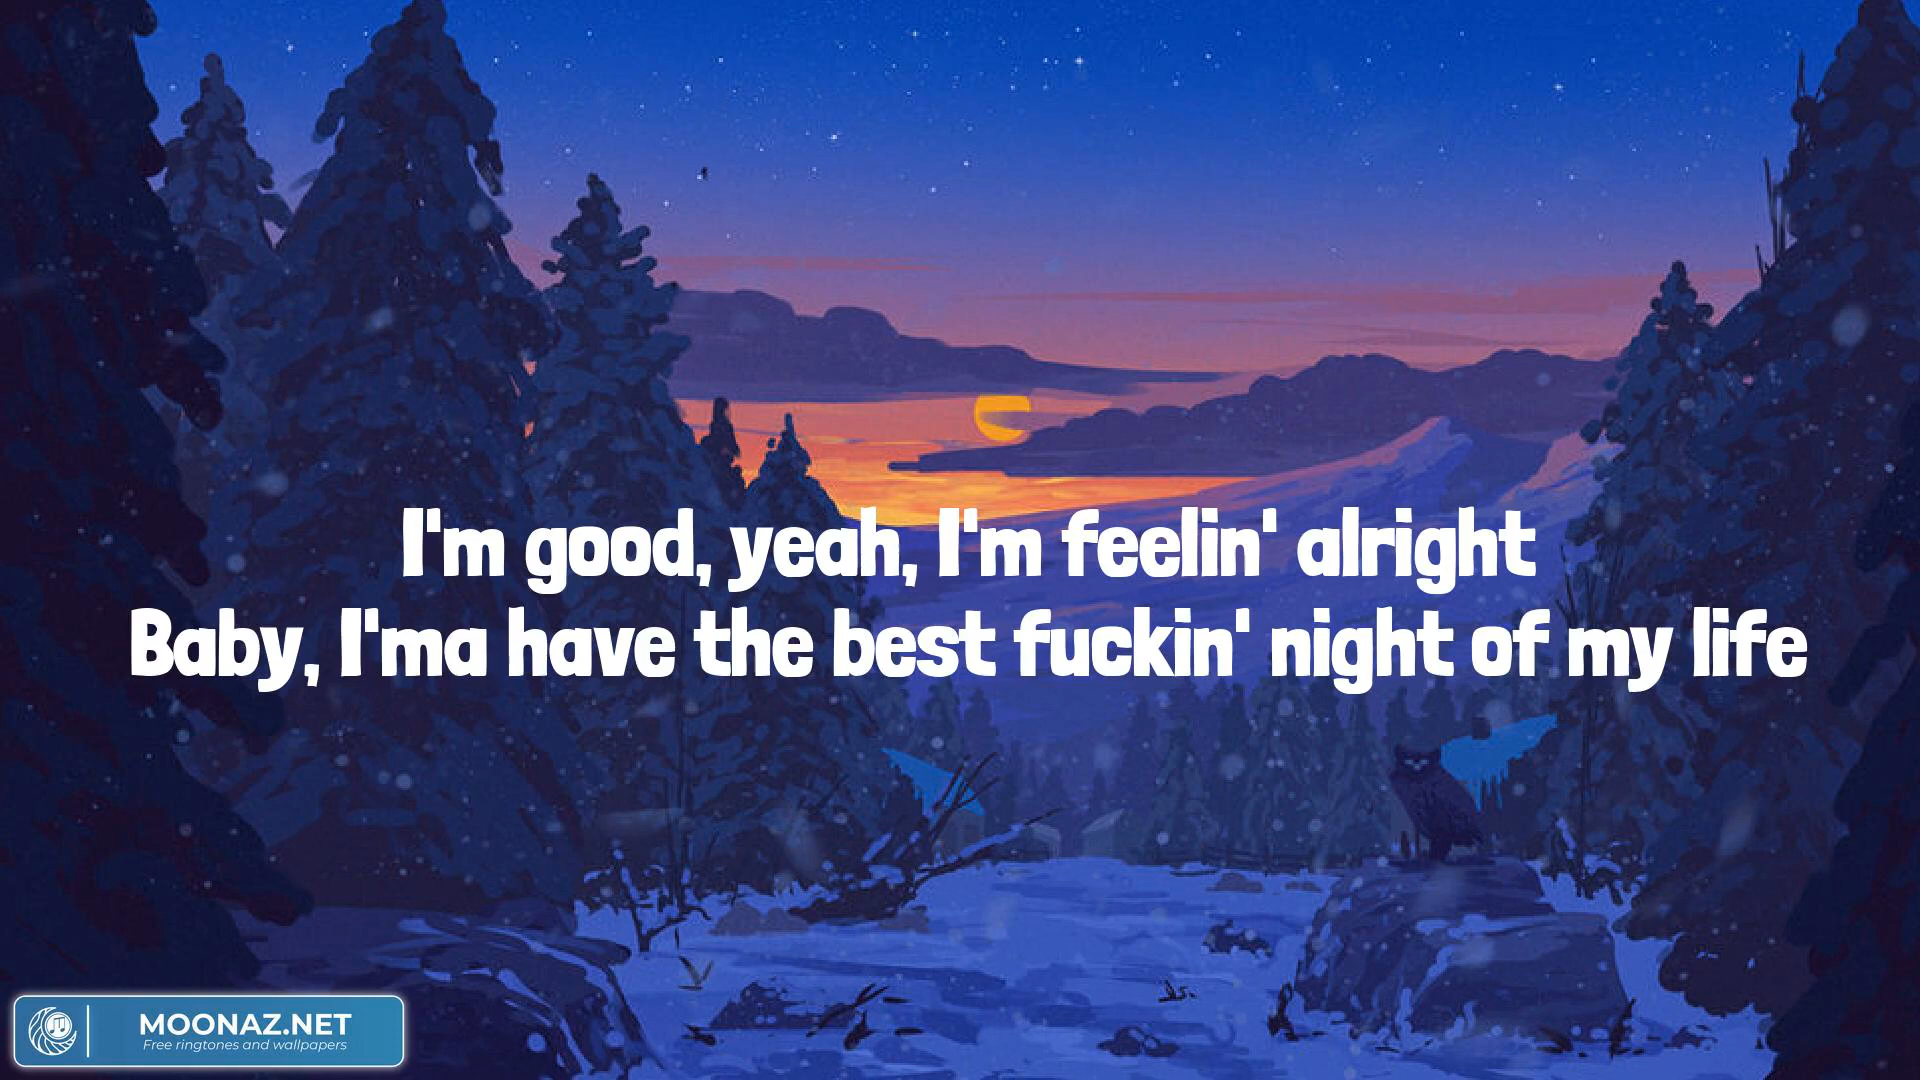 I'm good, yeah, I'm feelin' alright
Baby, I'ma have the best fuckin' night of my life
MOONAZ.NET
Free ringtones and wallpapers